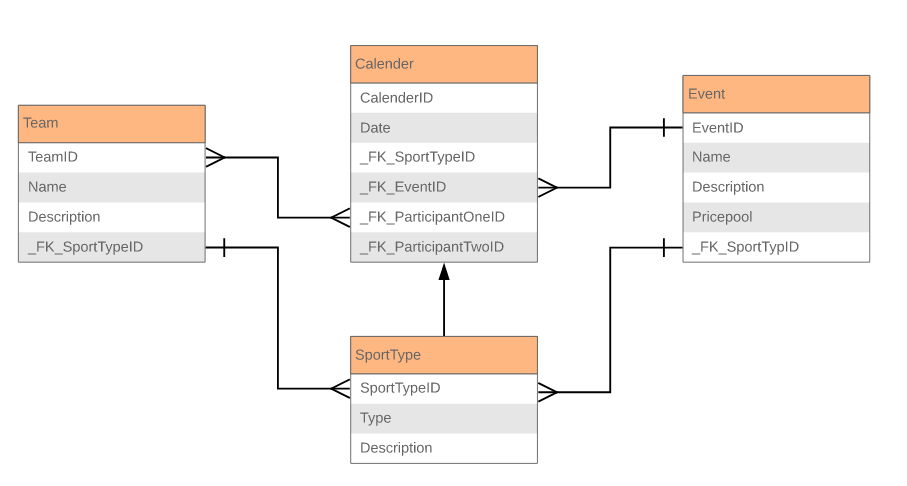 Team
TeamID
Name
Description
_FK_SportTypeID
Calender
CalenderID
Date
_FK_SportTypeID
_FK_EventID
_FK_ParticipantOneID
_FK_ParticipantTwoID
Event
EventID
Name
Description
Pricepool
_FK_SportTypID
SportType
SportTypeID
Type
Description